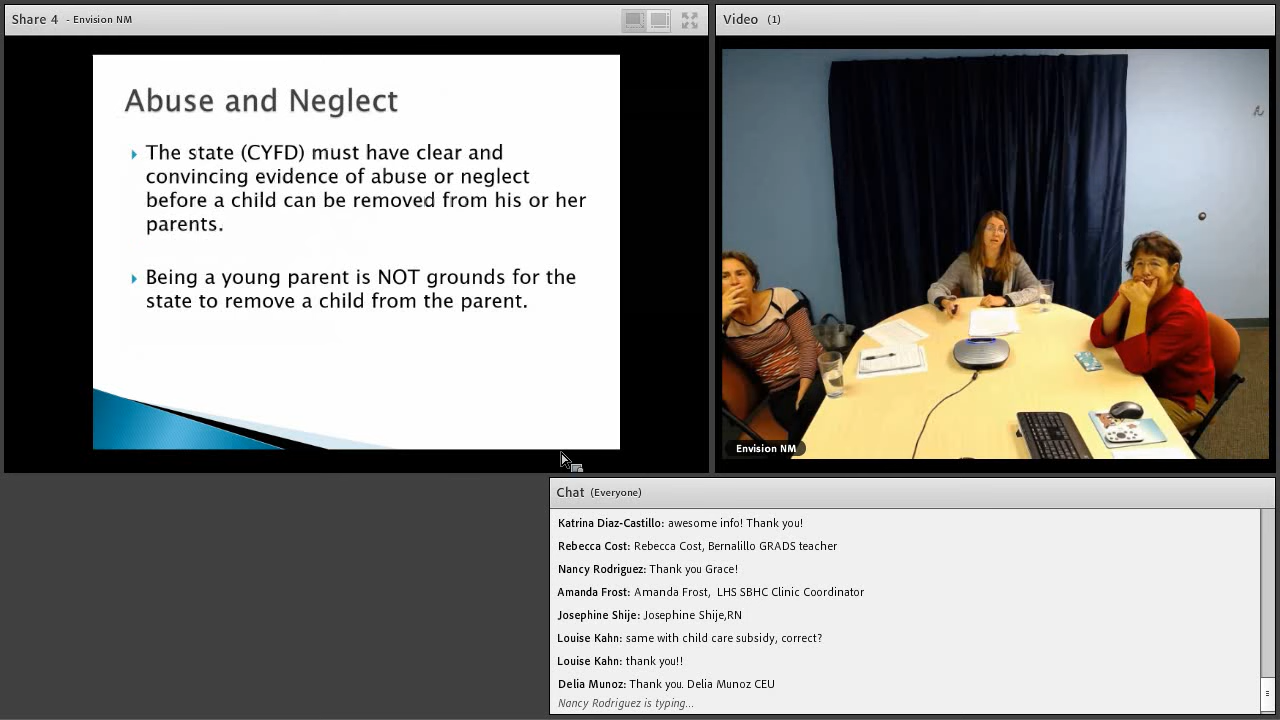 Share 4 - Envision NM
Abuse and Neglect
The state (CYFD) must have clear and
convincing evidence of abuse or neglect
before a child can be removed from his or her
parents.
Being a young parent is NOT grounds for the
state to remove a child from the parent.
Video (1)
Envision NM
Chat (Everyone)
Katrina Diaz-Castillo: awesome info! Thank you!
Rebecca Cost: Rebecca Cost, Bernalillo GRADS teacher
Nancy Rodriguez: Thank you Grace!
Amanda Frost: Amanda Frost, LHS SBHC Clinic Coordinator
Josephine Shije: Josephine Shije,RN
Louise Kahn: same with child care subsidy, correct?
Louise Kahn: thank you!!
Delia Munoz: Thank you. Delia Munoz CEU
Nancy Rodriguez is typing...